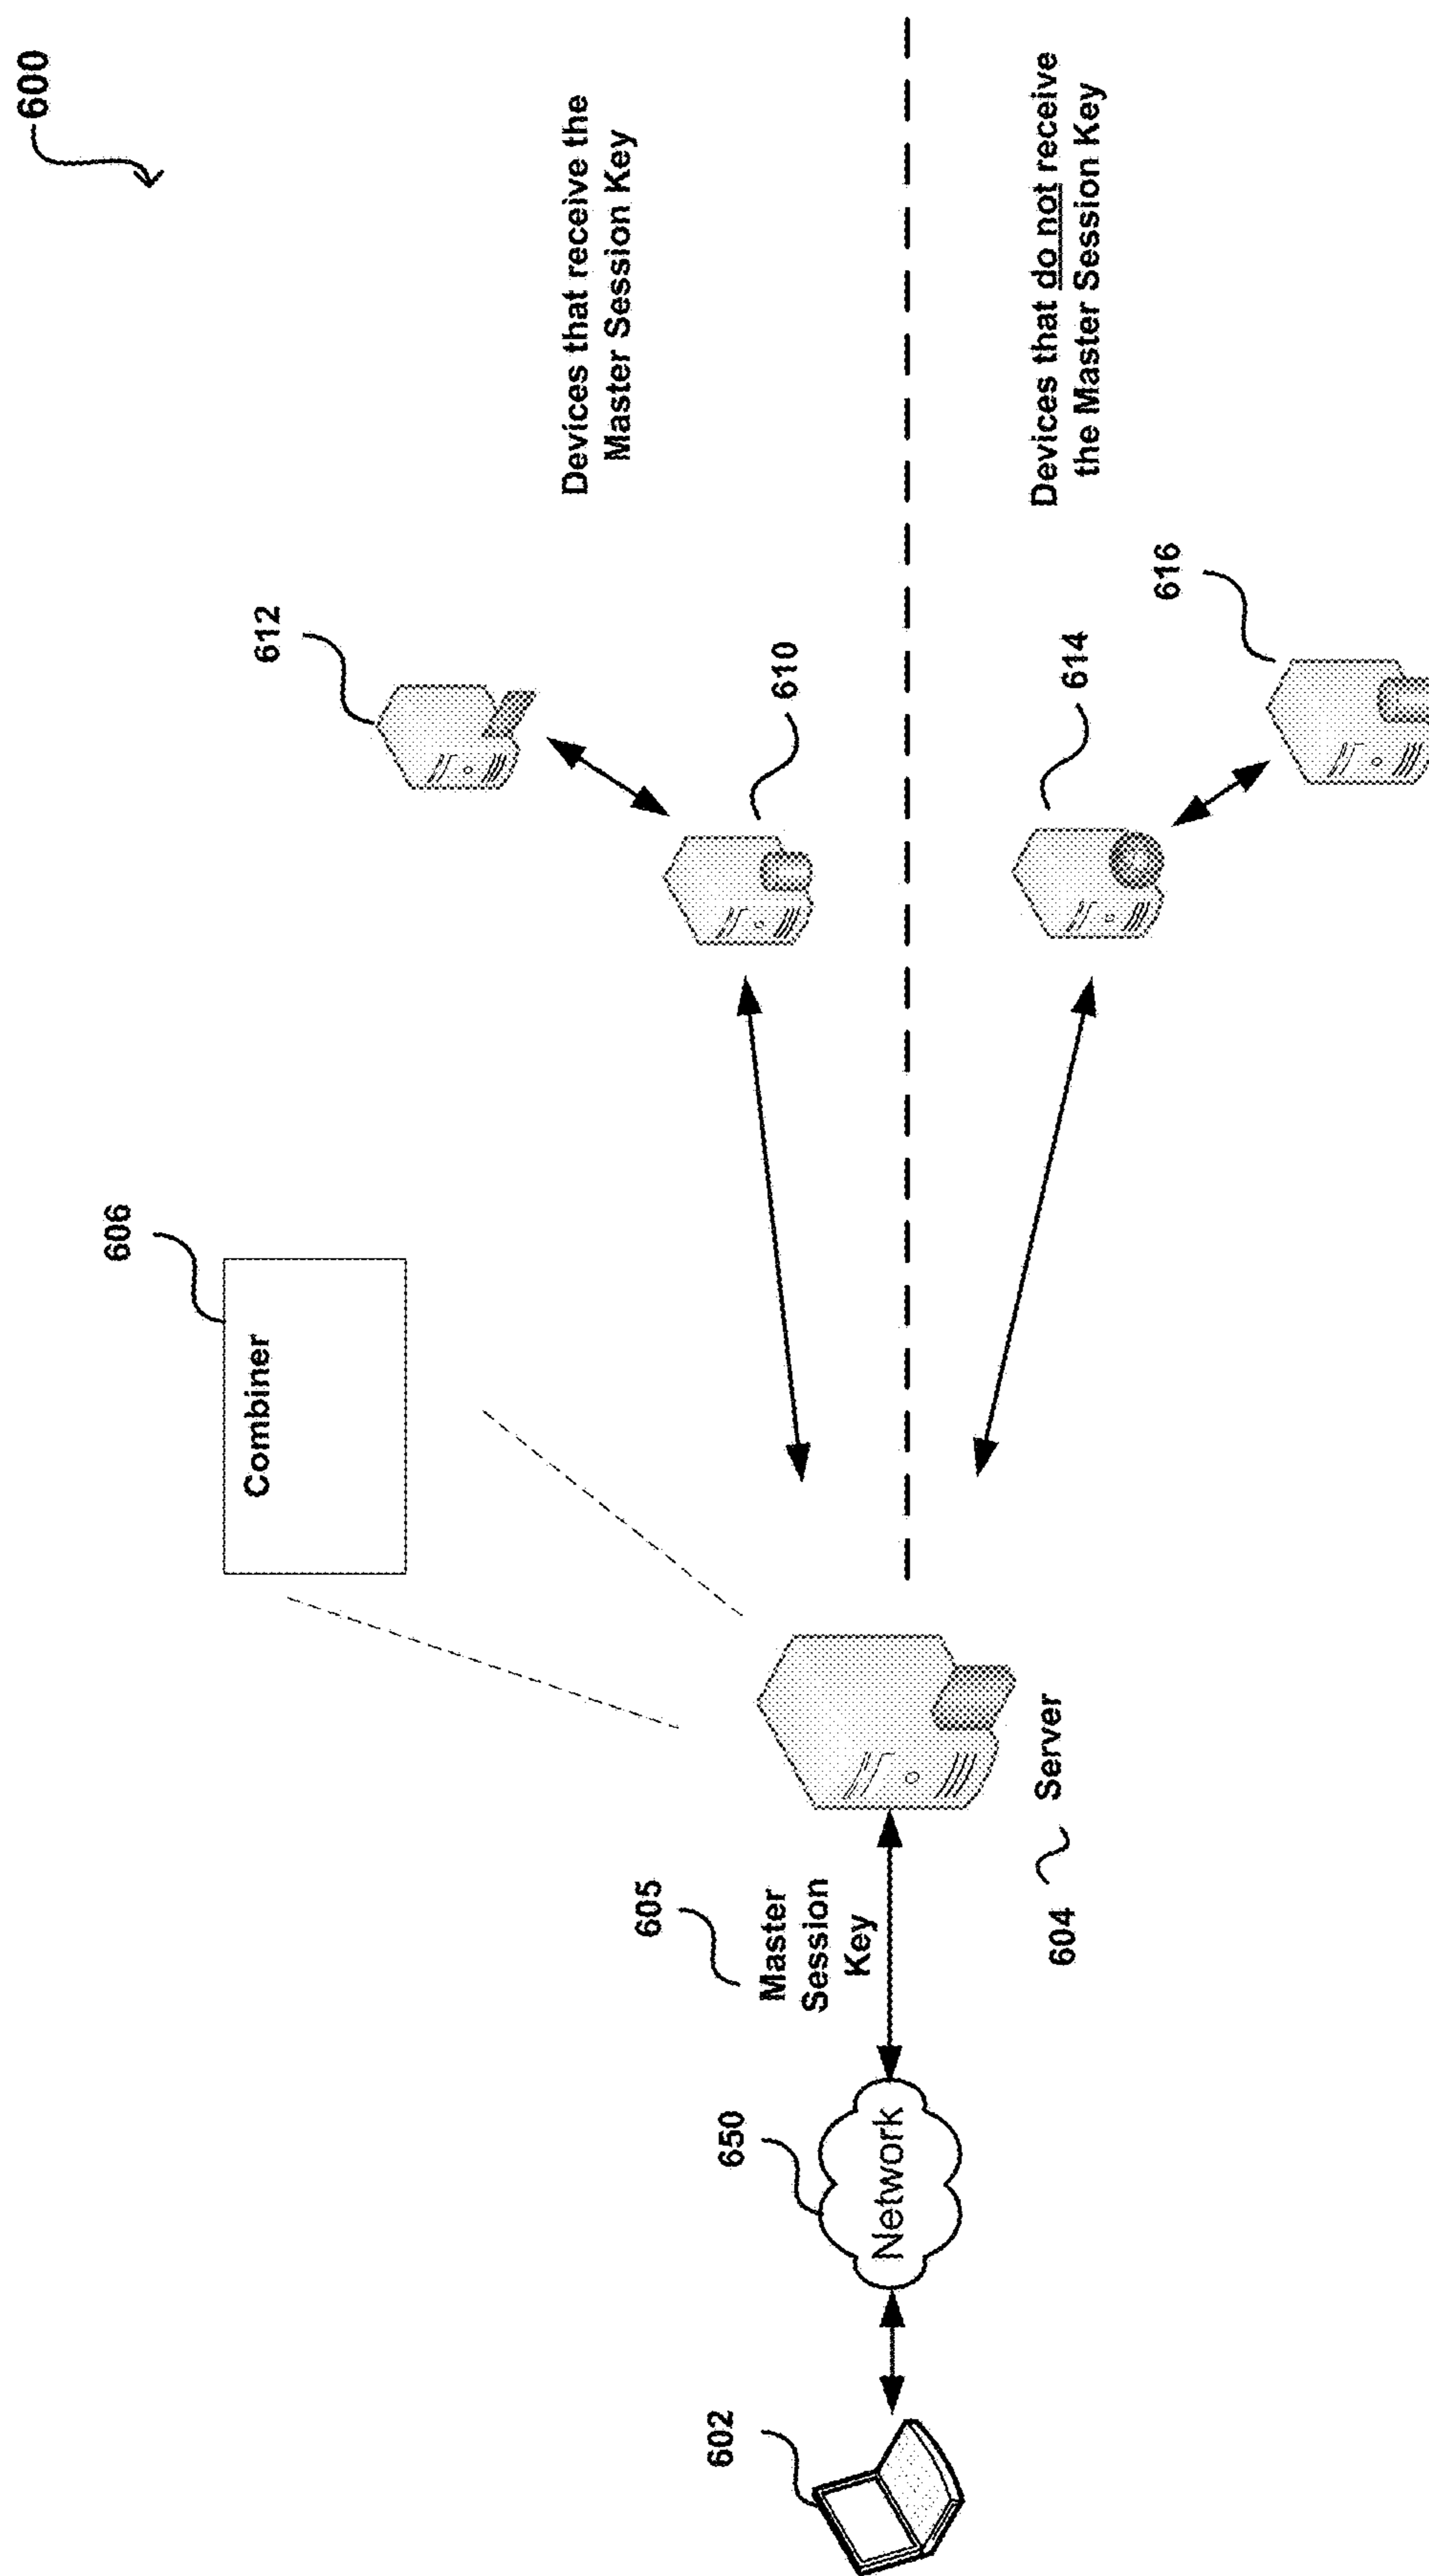 600
606
Combiner
612
Devices that receive the
Master Session Key
610
605
Master
Session
Key
650
Network
602
604
Server
614
Devices that do not receive
the Master Session Key
616